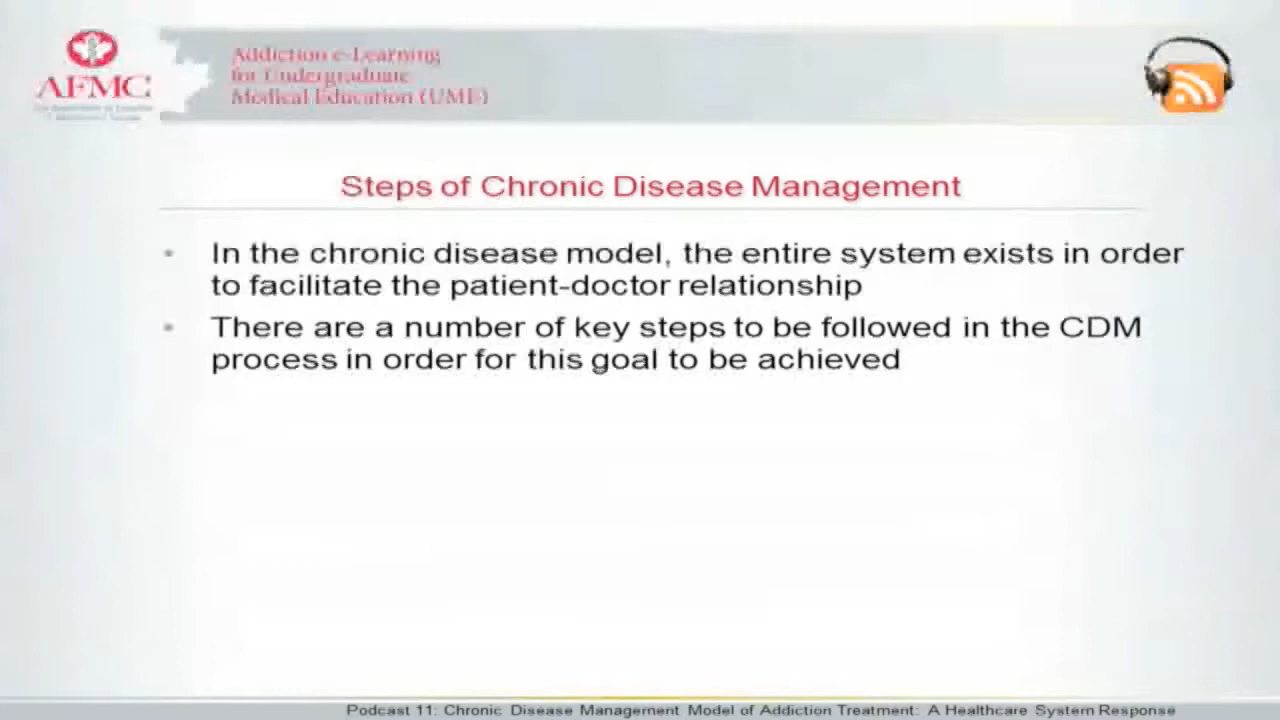 AFMC
Addiction e-Learning
for Undergraduate
Medical Education (UME)
Steps of Chronic Disease Management
• In the chronic disease model, the entire system exists in order
to facilitate the patient-doctor relationship
• There are a number of key steps to be followed in the CDM
process in order for this goal to be achieved
Podcast 11: Chronic Disease Management Model of Addiction Treatment: A Healthcare System Response